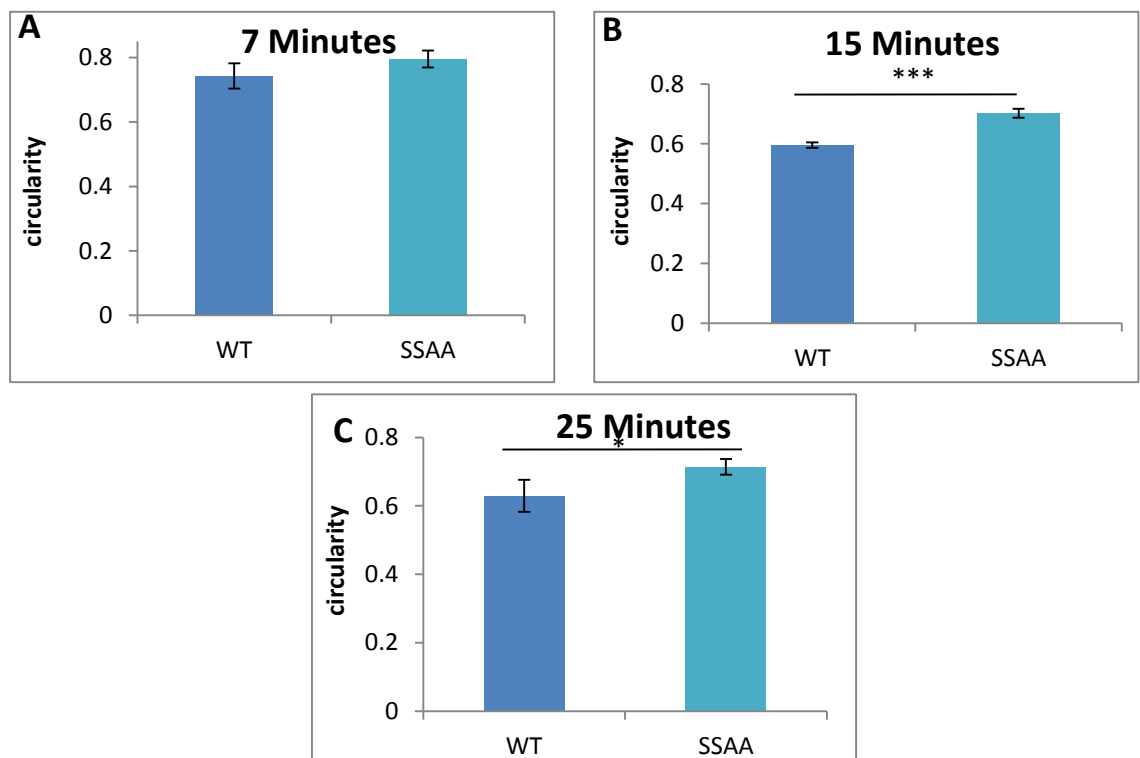 A
7 Minutes
circularity
0.8
0.6
0.4
0.2
0
WT SSAA
B
15 Minutes
***
circularity
0.8
0.6
0.4
0.2
0
WT SSAA
C
25 Minutes
*
circularity
0.8
0.6
0.4
0.2
0
WT SSAA